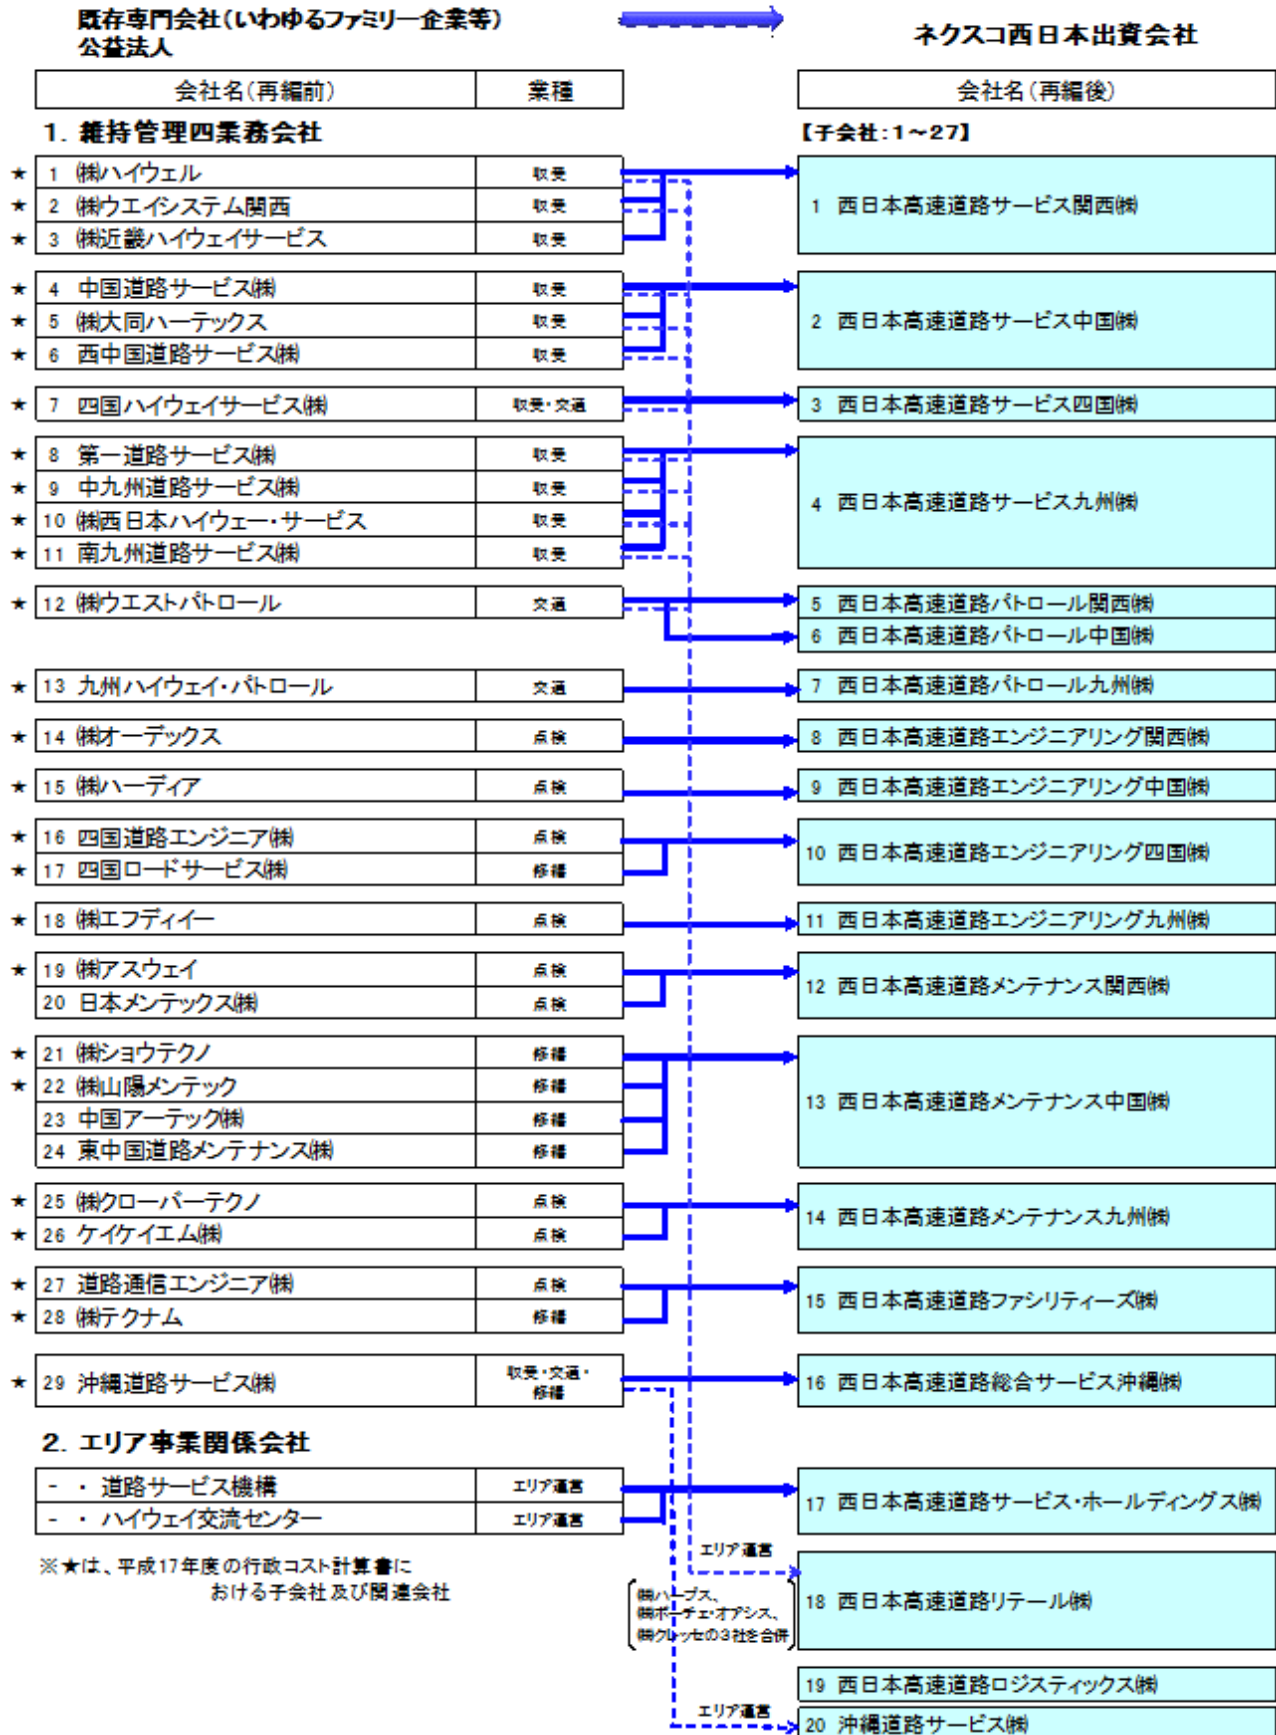 既存専門会社(いわゆるファミリー企業等)
公益法人
ネクスコ西日本出資会社
会社名(再編前) 業種 会社名(再編後)
1. 維持管理四業務会社
【子会社:1～27】
★ 1 ㈱ハイウェル 取受
★ 2 ㈱ウエイシステム関西 取受
★ 3 ㈱近畿ハイウェイサービス 取受
1 西日本高速道路サービス関西㈱
★ 4 中国道路サービス㈱ 取受
★ 5 ㈱大同ハーテックス 取受
★ 6 西中国道路サービス㈱ 取受
2 西日本高速道路サービス中国㈱
★ 7 四国ハイウェイサービス㈱ 取受・交通
3 西日本高速道路サービス四国㈱
★ 8 第一道路サービス㈱ 取受
★ 9 中九州道路サービス㈱ 取受
★ 10 ㈱西日本ハイウェー・サービス 取受
★ 11 南九州道路サービス㈱ 取受
4 西日本高速道路サービス九州㈱
★ 12 ㈱ウエストパトロール 交通
5 西日本高速道路パトロール関西㈱
6 西日本高速道路パトロール中国㈱
★ 13 九州ハイウェイ・パトロール 交通
7 西日本高速道路パトロール九州㈱
★ 14 ㈱オーデックス 点検
8 西日本高速道路エンジニアリング関西㈱
★ 15 ㈱ハーディア 点検
9 西日本高速道路エンジニアリング中国㈱
★ 16 四国道路エンジニア㈱ 点検
★ 17 四国ロードサービス㈱ 修繕
10 西日本高速道路エンジニアリング四国㈱
★ 18 ㈱エフディイー 点検
11 西日本高速道路エンジニアリング九州㈱
★ 19 ㈱アスウェイ 点検
20 日本メンテックス㈱ 点検
12 西日本高速道路メンテナンス関西㈱
★ 21 ㈱ショウテクノ 修繕
★ 22 ㈱山陽メンテック 修繕
23 中国アーテック㈱ 修繕
24 東中国道路メンテナンス㈱ 修繕
13 西日本高速道路メンテナンス中国㈱
★ 25 ㈱クローバーテクノ 点検
★ 26 ケイケイエム㈱ 点検
14 西日本高速道路メンテナンス九州㈱
★ 27 道路通信エンジニア㈱ 点検
★ 28 ㈱テクナム 修繕
15 西日本高速道路ファシリティーズ㈱
★ 29 沖縄道路サービス㈱ 取受・交通・
修繕
16 西日本高速道路総合サービス沖縄㈱
2. エリア事業関係会社
- ・ 道路サービス機構 エリア運営
- ・ ハイウェイ交流センター エリア運営
17 西日本高速道路サービス・ホールディングス㈱
※★は、平成17年度の行政コスト計算書に
おける子会社及び関連会社
エリア運営
㈱ハープス、
㈱ポーチェ・オアシス、
㈱クレッセの3社を合併
18 西日本高速道路リテール㈱
19 西日本高速道路ロジスティックス㈱
エリア運営
20 沖縄道路サービス㈱